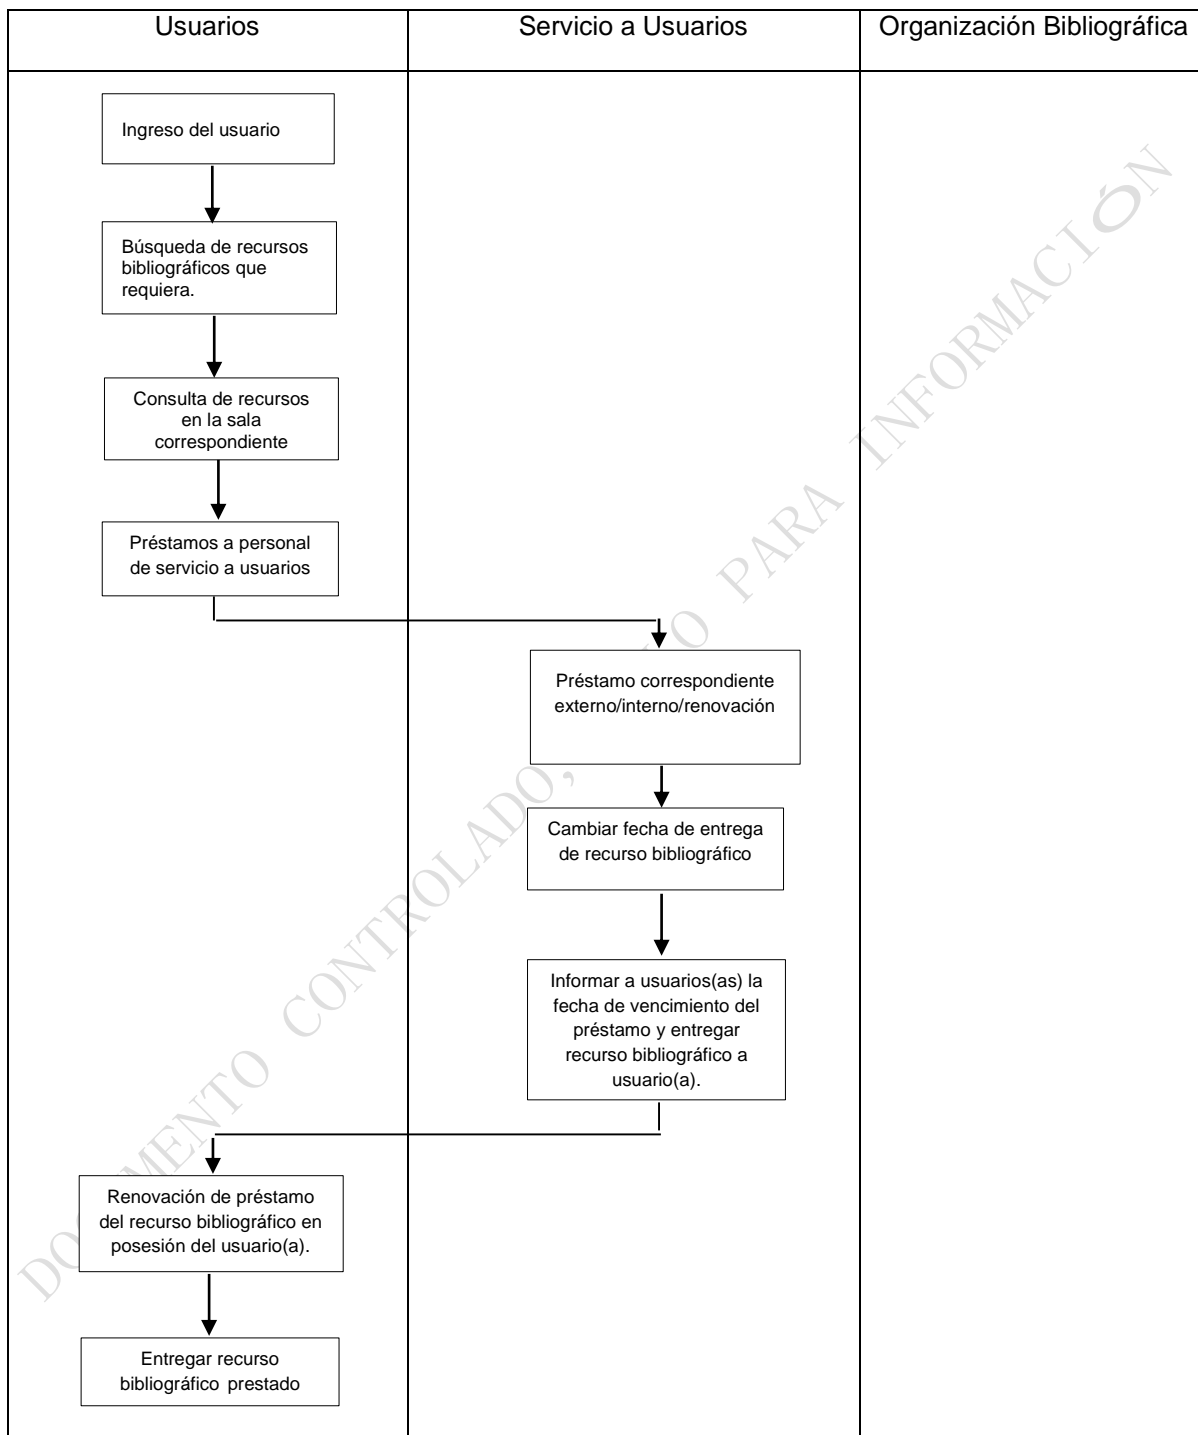 Usuarios
Servicio a Usuarios
Organización Bibliográfica
Ingreso del usuario
Búsqueda de recursos
bibliográficos que
requiera.
Consulta de recursos
en la sala
correspondiente
Préstamos a personal
de servicio a usuarios
Préstamo correspondiente
externo/interno/renovación
Cambiar fecha de entrega
de recurso bibliográfico
Informar a usuarios(as) la
fecha de vencimiento del
préstamo y entregar
recurso bibliográfico a
usuario(a).
Renovación de préstamo
del recurso bibliográfico en
posesión del usuario(a).
Entregar recurso
bibliográfico prestado
CONTROLADO, PARA INFORMACIÓN